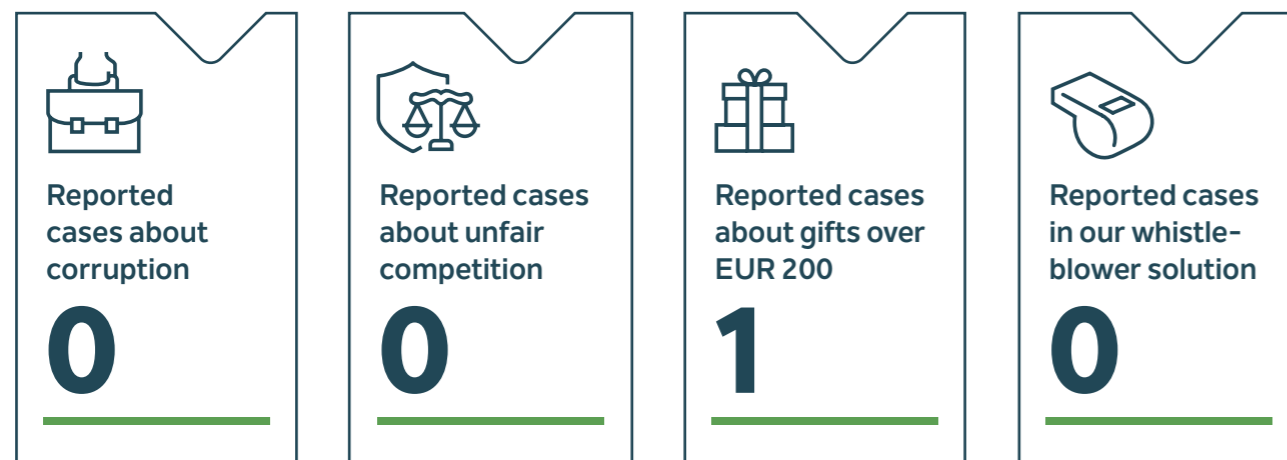 Reported
cases about
corruption
0
Reported cases
about unfair
competition
0
Reported cases
about gifts over
EUR 200
1
Reported cases
in our whistle-
blower solution
0